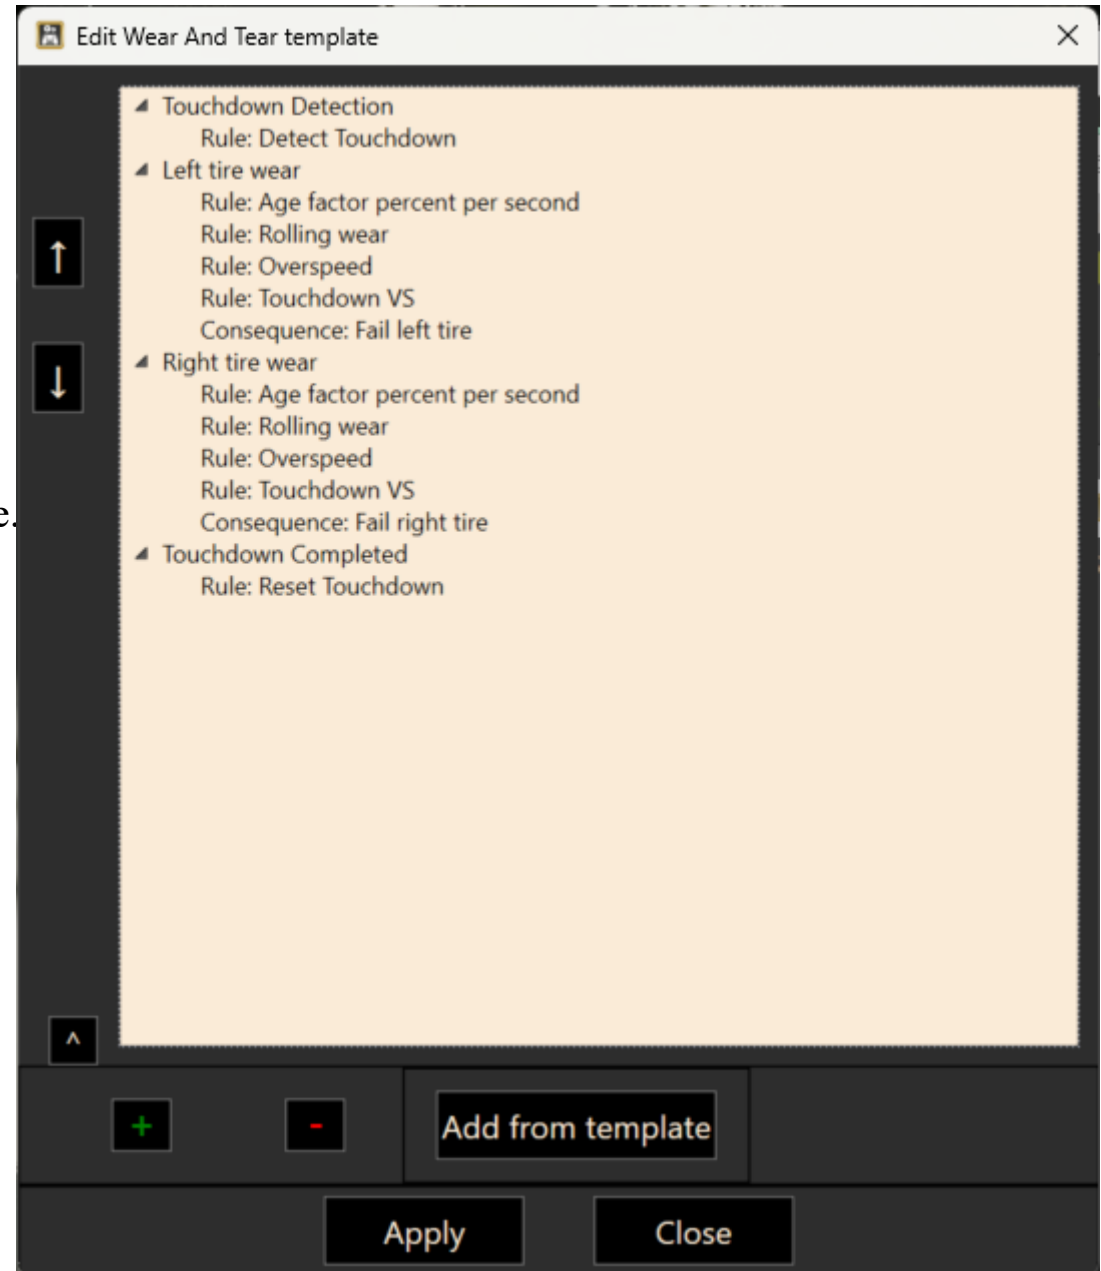 Edit Wear And Tear template
Touchdown Detection
Rule: Detect Touchdown
Left tire wear
Rule: Age factor percent per second
Rule: Rolling wear
Rule: Overspeed
Rule: Touchdown VS
Consequence: Fail left tire
Right tire wear
Rule: Age factor percent per second
Rule: Rolling wear
Rule: Overspeed
Rule: Touchdown VS
e.
Consequence: Fail right tire
Touchdown Completed
Rule: Reset Touchdown
^
+ -
Add from template
Apply Close